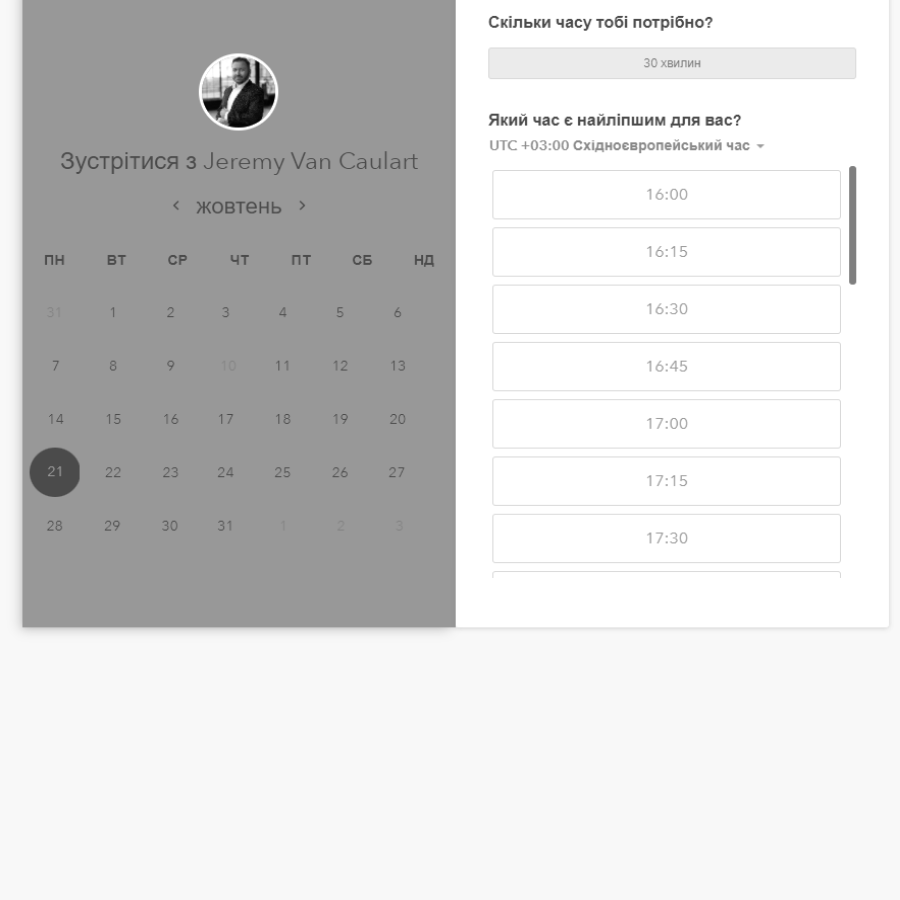 Зустрітися з Jeremy Van Caulart
жовтень
ПН ВТ СР ЧТ ПТ СБ НД
31 1 2 3 4 5 6
7 8 9 10 11 12 13
14 15 16 17 18 19 20
21 22 23 24 25 26 27
28 29 30 31 1 2 3
Скільки часу тобі потрібно?
30 хвилин
Який час є найліпшим для вас?
UTC +03:00 Східноєвропейський час
16:00
16:15
16:30
16:45
17:00
17:15
17:30